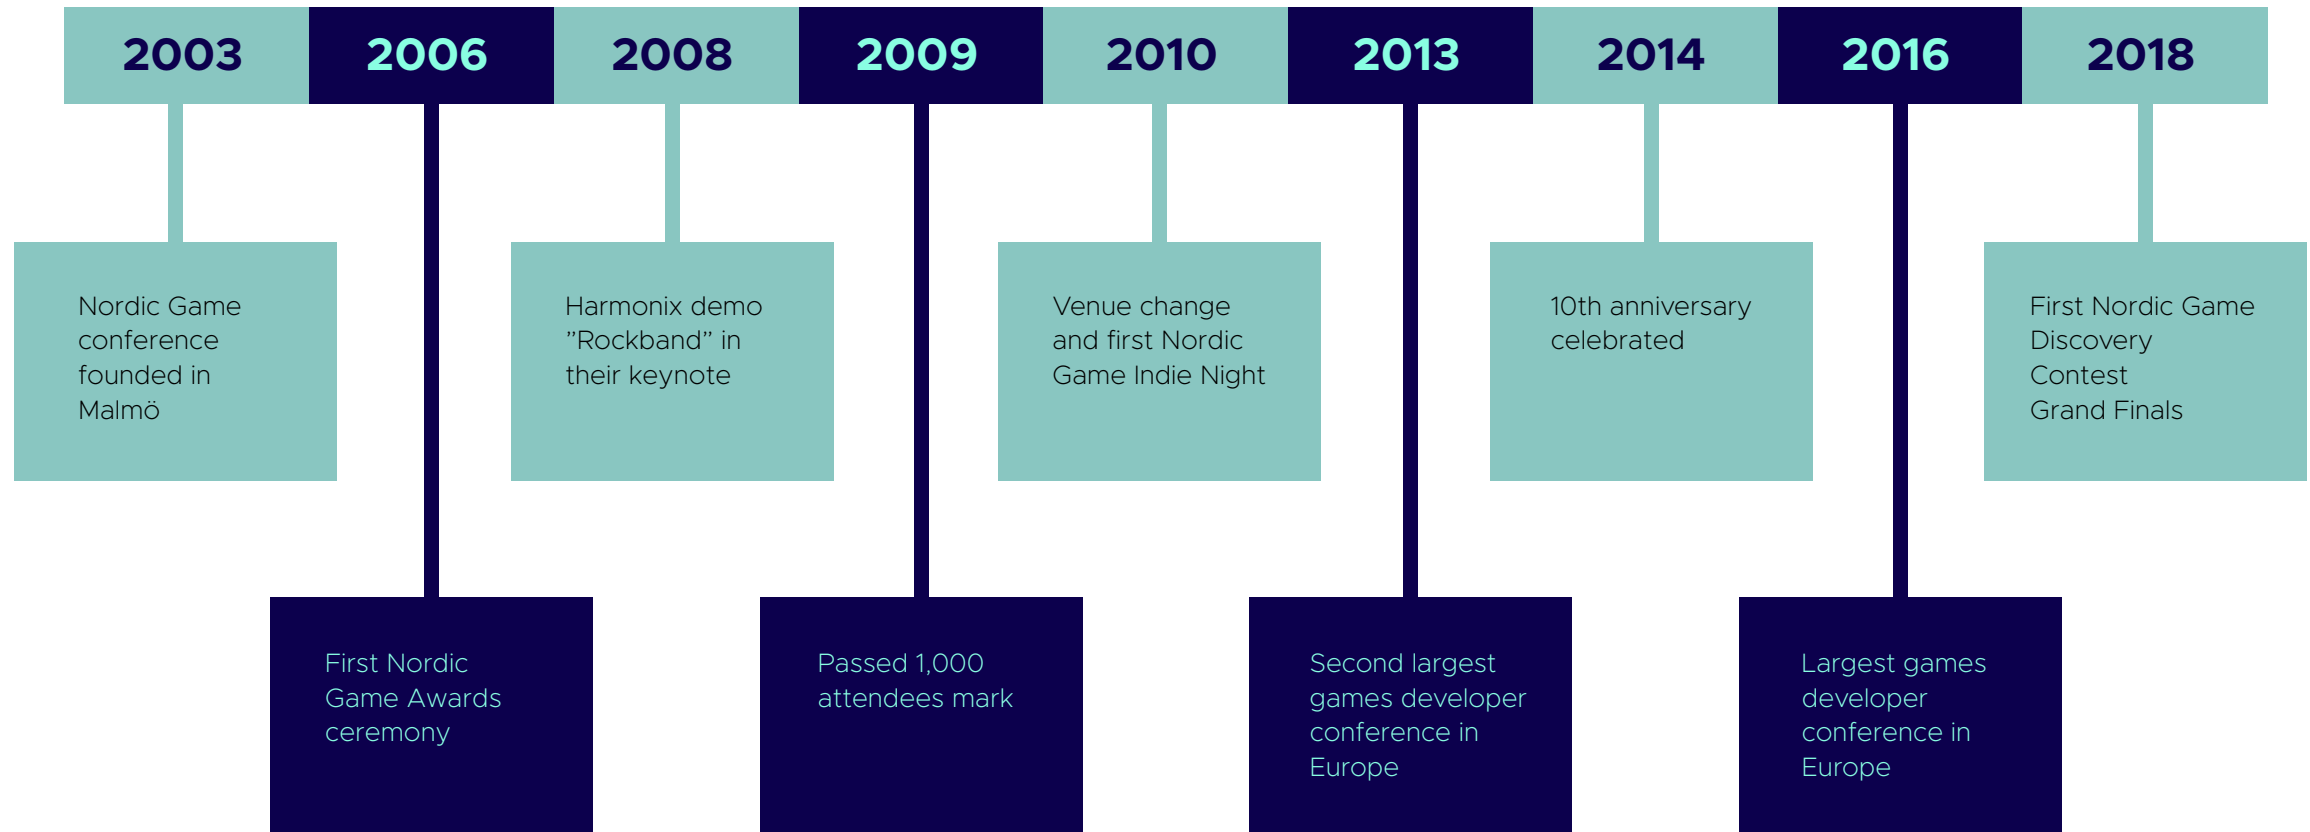 2003
2006
2008
2009
2010
2013
2014
2016
2018
Nordic Game
conference
founded in
Malmö
Harmonix demo
”Rockband” in
their keynote
Venue change
and first Nordic
Game Indie Night
10th anniversary
celebrated
First Nordic Game
Discovery
Contest
Grand Finals
First Nordic
Game Awards
ceremony
Passed 1,000
attendees mark
Second largest
games developer
conference in
Europe
Largest games
developer
conference in
Europe